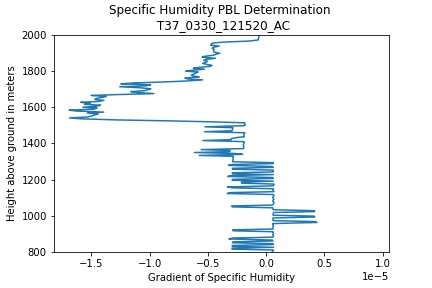 Specific Humidity PBL Determination
T37_0330_121520_AC
Height above ground in meters
2000
1800
1600
1400
1200
1000
800
−1.5 −1.0 −0.5 0.0 0.5 1.0
1e−5
Gradient of Specific Humidity